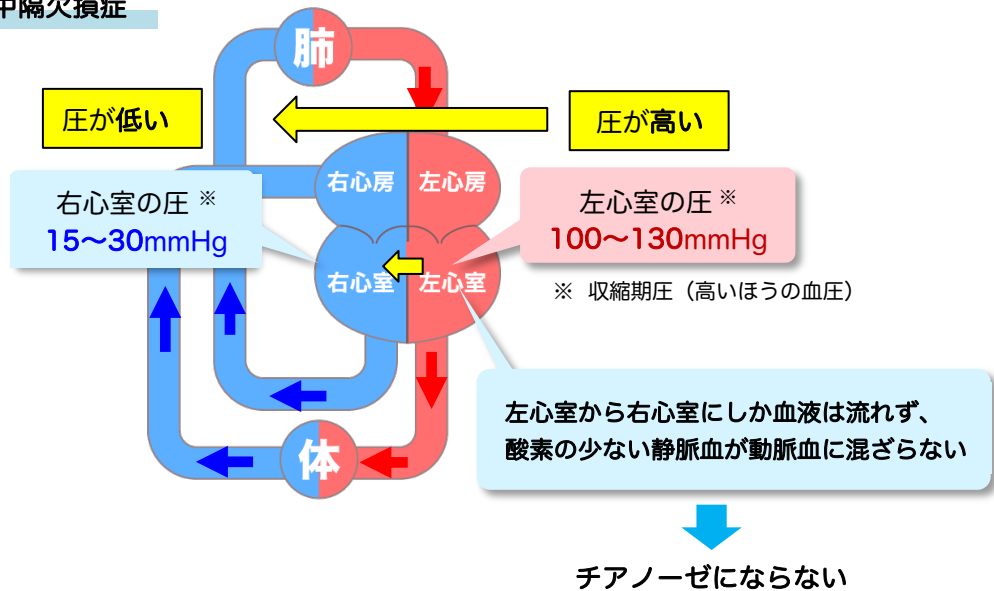 中隔欠損症
肺
圧が低い
圧が高い
右心房
左心房
右心室の圧 ※
15〜30mmHg
左心室の圧 ※
100〜130mmHg
右心室
左心室
※ 収縮期圧（高いほうの血圧）
左心室から右心室にしか血液は流れず、
酸素の少ない静脈血が動脈血に混ざらない
体
チアノーゼにならない